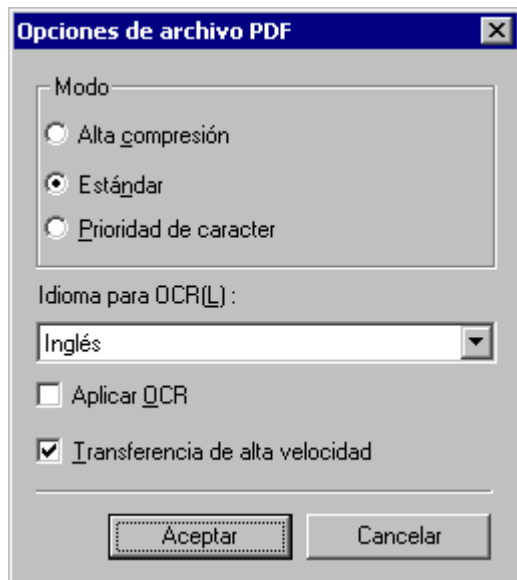 Opciones de archivo PDF
Modo
Alta compresión
Estándar
Prioridad de caracter
Idioma para OCR(L) :
Inglés
Aplicar OCR
Transferencia de alta velocidad
Aceptar
Cancelar